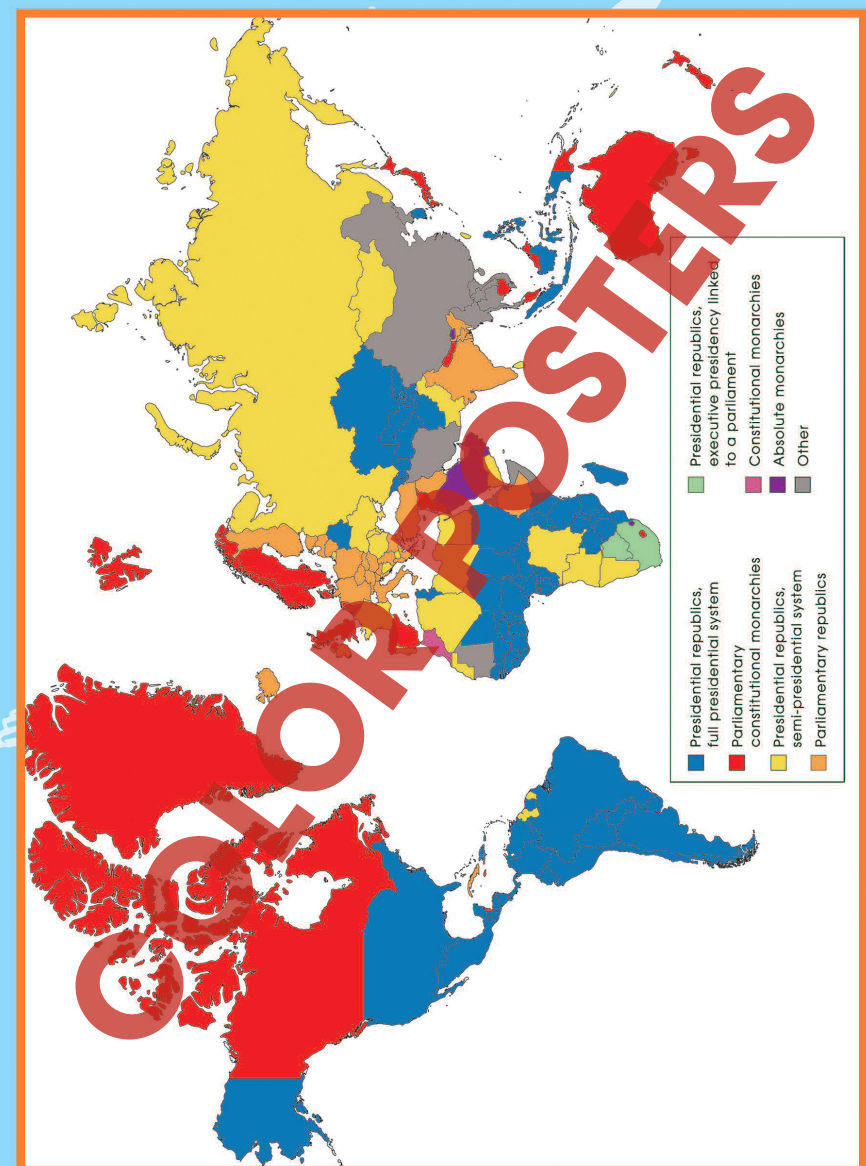 COLOR POSTERS
Presidential republics,
full presidential system
Parliamentary
constitutional monarchies
Presidential republics,
semi-presidential system
Parliamentary republics
Presidential republics,
executive presidency linked
to a parliament
Constitutional monarchies
Absolute monarchies
Other